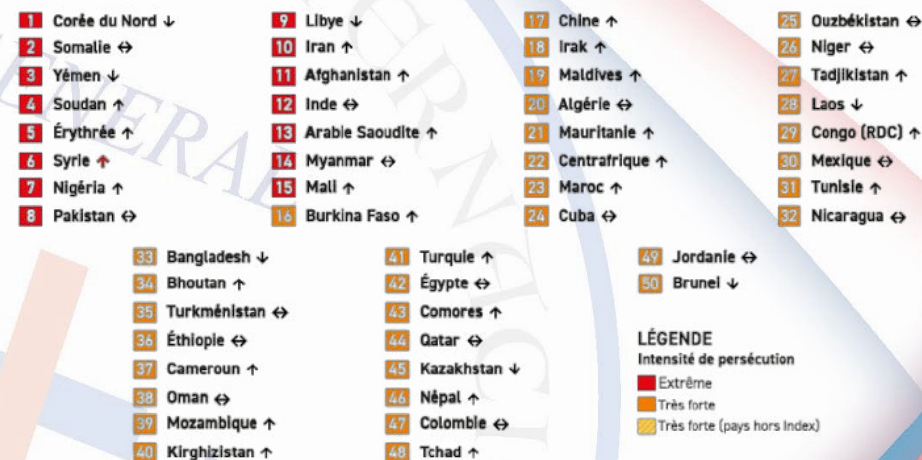 1 Corée du Nord ↓
2 Somalie ↔
3 Yémen ↓
4 Soudan ↑
5 Érythrée ↑
6 Syrie ↑
7 Nigéria ↑
8 Pakistan ↔
9 Libye ↓
10 Iran ↑
11 Afghanistan ↑
12 Inde ↔
13 Arabie Saoudite ↑
14 Myanmar ↔
15 Mali ↑
16 Burkina Faso ↑
17 Chine ↑
18 Irak ↑
19 Maldives ↑
20 Algérie ↔
21 Mauritanie ↑
22 Centrafrique ↑
23 Maroc ↑
24 Cuba ↔
25 Ouzbékistan ↔
26 Niger ↔
27 Tadjikistan ↑
28 Laos ↓
29 Congo (RDC) ↑
30 Mexique ↔
31 Tunisie ↑
32 Nicaragua ↔
33 Bangladesh ↓
34 Bhoutan ↑
35 Turkménistan ↔
36 Éthiopie ↔
37 Cameroun ↑
38 Oman ↔
39 Mozambique ↑
40 Kirghizistan ↑
41 Turquie ↑
42 Égypte ↔
43 Comores ↑
44 Qatar ↔
45 Kazakhstan ↓
46 Népal ↑
47 Colombie ↔
48 Tchad ↑
49 Jordanie ↔
50 Brunei ↓
LÉGENDE
Intensité de persécution
Extrême
Très forte
Très forte (pays hors Index)